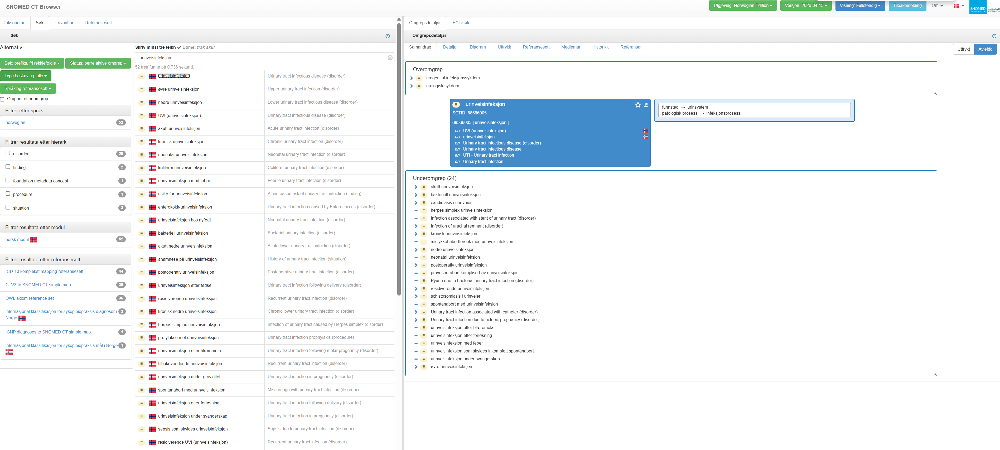 SNOMED CT Browser
Utgjeving: Norwegian Edition
Versjon: 2026-04-15
Visning: Fullstendig
Tilbakemelding
Om
SNOMED
International
Taksonomi
Søk
Favorittar
Referansesett
Søk
Alternativ
Søk: prefiks, fri rekkjefølgje
Status: berre aktive omgrep
Type beskriving: alle
Språkleg referansesett
Grupper etter omgrep
Filtrer etter språk
norwegian 52
Filtrer resultata etter hierarki
disorder 29
finding 2
foundation metadata concept 1
procedure 1
situation 3
Filtrer resultata etter modul
norsk modul 52
Filtrer resultata etter referansesett
ICD-10 komplekst mapping-referansesett 44
CTV3 to SNOMED CT simple map 39
OWL axiom reference set 36
internasjonal klassifikasjon for sykepleiepraksis diagnoser i 2
Norge
ICNP diagnoses to SNOMED CT simple map 1
internasjonal klassifikasjon for sykepleiepraksis mål i Norge 1
Skriv minst tre teikn Døme: frak skul
urinveisinfeksjon
52 treff funne på 0.736 sekund.
urinveisinfeksjon Urinary tract infectious disease (disorder)
øvre urinveisinfeksjon Upper urinary tract infection (disorder)
nedre urinveisinfeksjon Lower urinary tract infectious disease (disorder)
UVI (urinveisinfeksjon) Urinary tract infectious disease (disorder)
akutt urinveisinfeksjon Acute urinary tract infection (disorder)
kronisk urinveisinfeksjon Chronic urinary tract infection (disorder)
neonatal urinveisinfeksjon Neonatal urinary tract infection (disorder)
koliform urinveisinfeksjon Coliform urinary tract infection (disorder)
urinveisinfeksjon med feber Febrile urinary tract infection (disorder)
risiko for urinveisinfeksjon At increased risk of urinary tract infection (finding)
enterokokk-urinveisinfeksjon Urinary tract infection caused by Enterococcus (disorder)
urinveisinfeksjon hos nyfødt Neonatal urinary tract infection (disorder)
bakteriell urinveisinfeksjon Bacterial urinary infection (disorder)
akutt nedre urinveisinfeksjon Acute lower urinary tract infection (disorder)
anamnese på urinveisinfeksjon History of urinary tract infection (situation)
postoperativ urinveisinfeksjon Postoperative urinary tract infection (disorder)
urinveisinfeksjon etter fødsel Urinary tract infection following delivery (disorder)
residiverende urinveisinfeksjon Recurrent urinary tract infection (disorder)
kronisk nedre urinveisinfeksjon Chronic lower urinary tract infection (disorder)
herpes simplex-urinveisinfeksjon Infection of urinary tract caused by Herpes simplex (disorder)
profylakse mot urinveisinfeksjon Urinary tract infection prophylaxis (procedure)
urinveisinfeksjon etter blæremola Urinary tract infection following molar pregnancy (disorder)
tilbakevendende urinveisinfeksjon Recurrent urinary tract infection (disorder)
urinveisinfeksjon under graviditet Urinary tract infection in pregnancy (disorder)
spontanabort med urinveisinfeksjon Miscarriage with urinary tract infection (disorder)
urinveisinfeksjon etter forløsning Urinary tract infection following delivery (disorder)
urinveisinfeksjon under svangerskap Urinary tract infection in pregnancy (disorder)
sepsis som skyldes urinveisinfeksjon Sepsis due to urinary tract infection (disorder)
residiverende UVI (urinveisinfeksjon) Recurrent urinary tract infection (disorder)
Omgrepsdetaljar
ECL-søk
Omgrepsdetaljar
Samandrag
Detaljar
Diagram
Uttrykk
Referansesett
Medlemar
Historikk
Referansar
Uttrykt
Avleidd
Overomgrep
urogenital infeksjonssykdom
urologisk sykdom
urinveisinfeksjon
SCTID: 68566005
68566005 | urinveisinfeksjon |
no UVI (urinveisinfeksjon)
no urinveisinfeksjon
en Urinary tract infectious disease (disorder)
en Urinary tract infectious disease
en UTI - Urinary tract infection
en Urinary tract infection
funnsted → urinsystem
patologisk prosess → infeksjonsprosess
Underomgrep (24)
akutt urinveisinfeksjon
bakteriell urinveisinfeksjon
candidiasis i urinveier
herpes simplex-urinveisinfeksjon
Infection associated with stent of urinary tract (disorder)
Infection of urachal remnant (disorder)
kronisk urinveisinfeksjon
mislykket abortforsøk med urinveisinfeksjon
nedre urinveisinfeksjon
neonatal urinveisinfeksjon
postoperativ urinveisinfeksjon
provosert abort komplisert av urinveisinfeksjon
Pyuria due to bacterial urinary tract infection (disorder)
residiverende urinveisinfeksjon
schistosomiasis i urinveier
spontanabort med urinveisinfeksjon
Urinary tract infection associated with catheter (disorder)
Urinary tract infection due to ectopic pregnancy (disorder)
urinveisinfeksjon etter blæremola
urinveisinfeksjon etter forløsning
urinveisinfeksjon med feber
urinveisinfeksjon som skyldes inkomplett spontanabort
urinveisinfeksjon under svangerskap
øvre urinveisinfeksjon